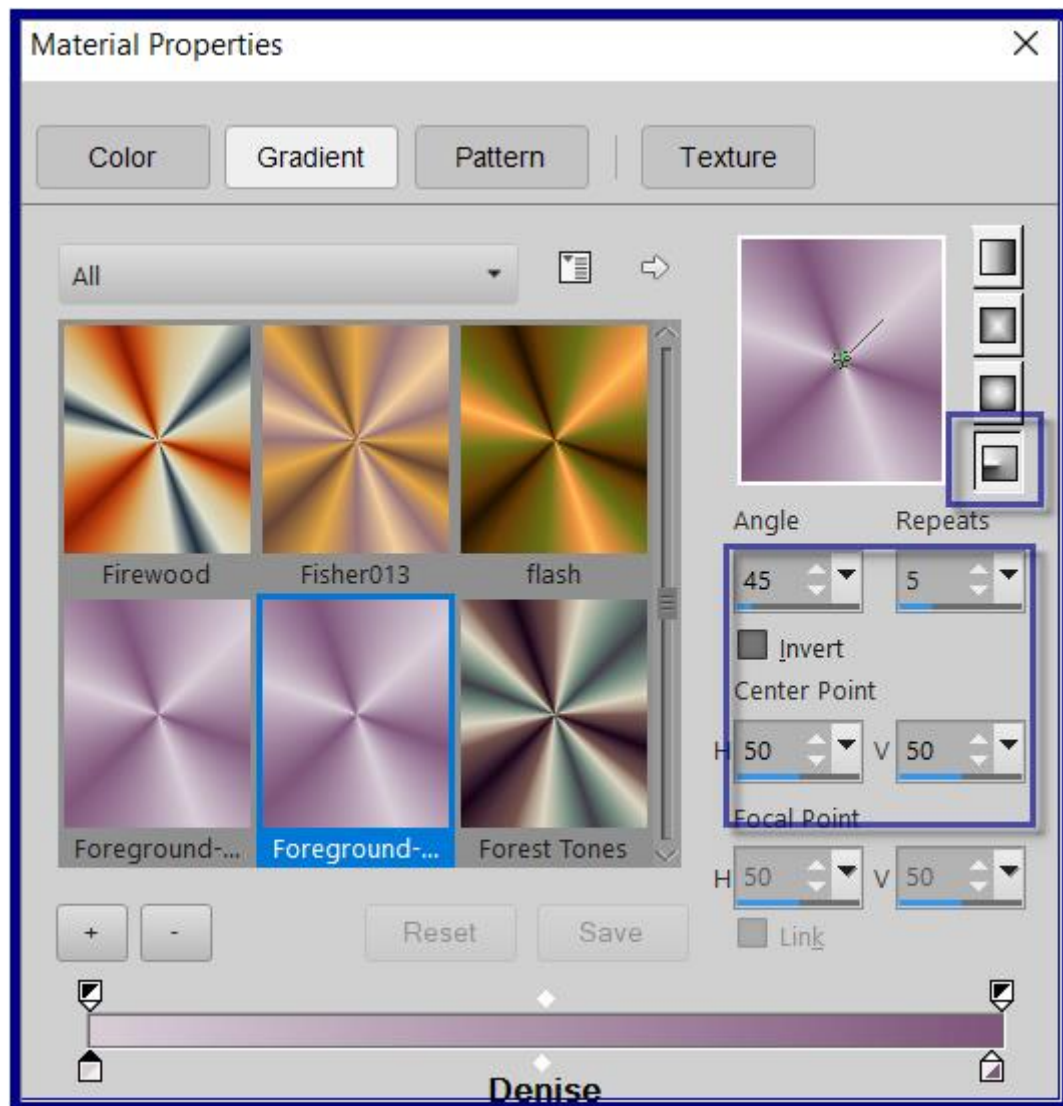 Material Properties
Color Gradient Pattern Texture
All
Angle Repeats
Firewood Fisher013 flash
45 5
Invert
Center Point
H 50 V 50
Focal Point
Foreground-... Foreground-... Forest Tones
H 50 V 50
+ - Reset Save
Link
Denise